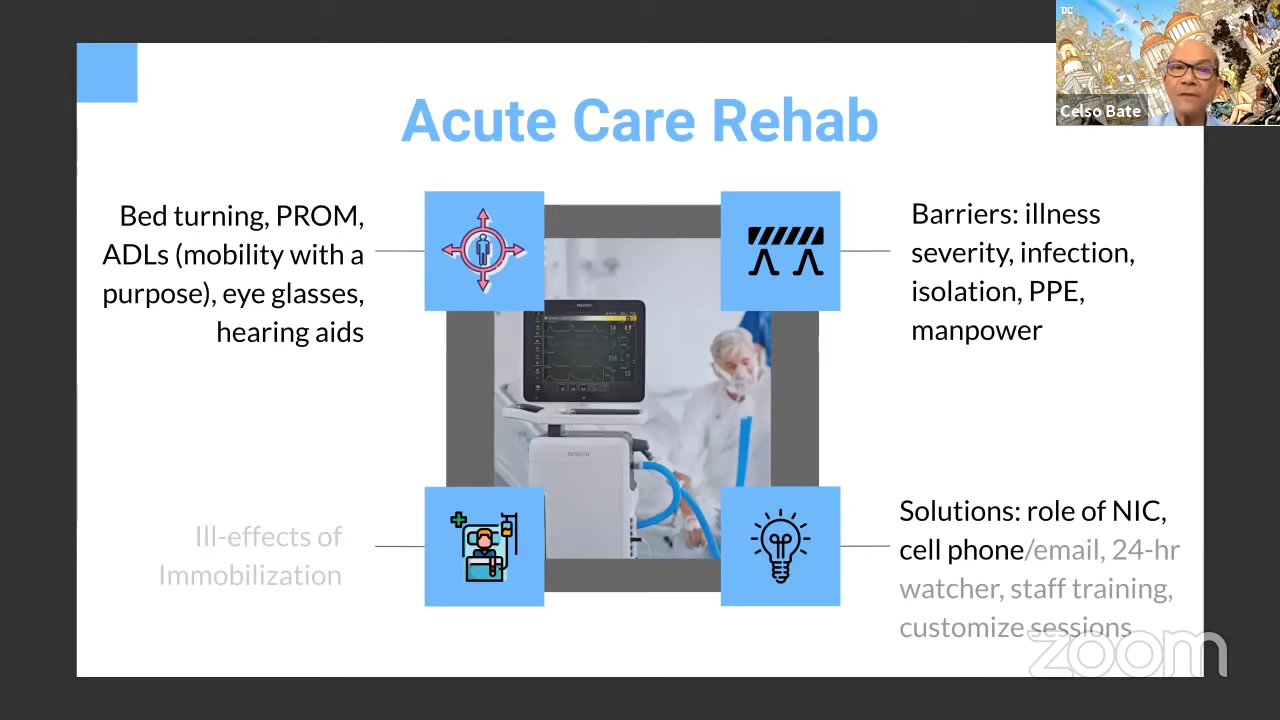 DC
Celso Bate
Acute Care Rehab
Bed turning, PROM,
ADLs (mobility with a
purpose), eye glasses,
hearing aids
Barriers: illness
severity, infection,
isolation, PPE,
manpower
Ill-effects of
Immobilization
Solutions: role of NIC,
cell phone/email, 24-hr
watcher, staff training,
customize sessions
zoom